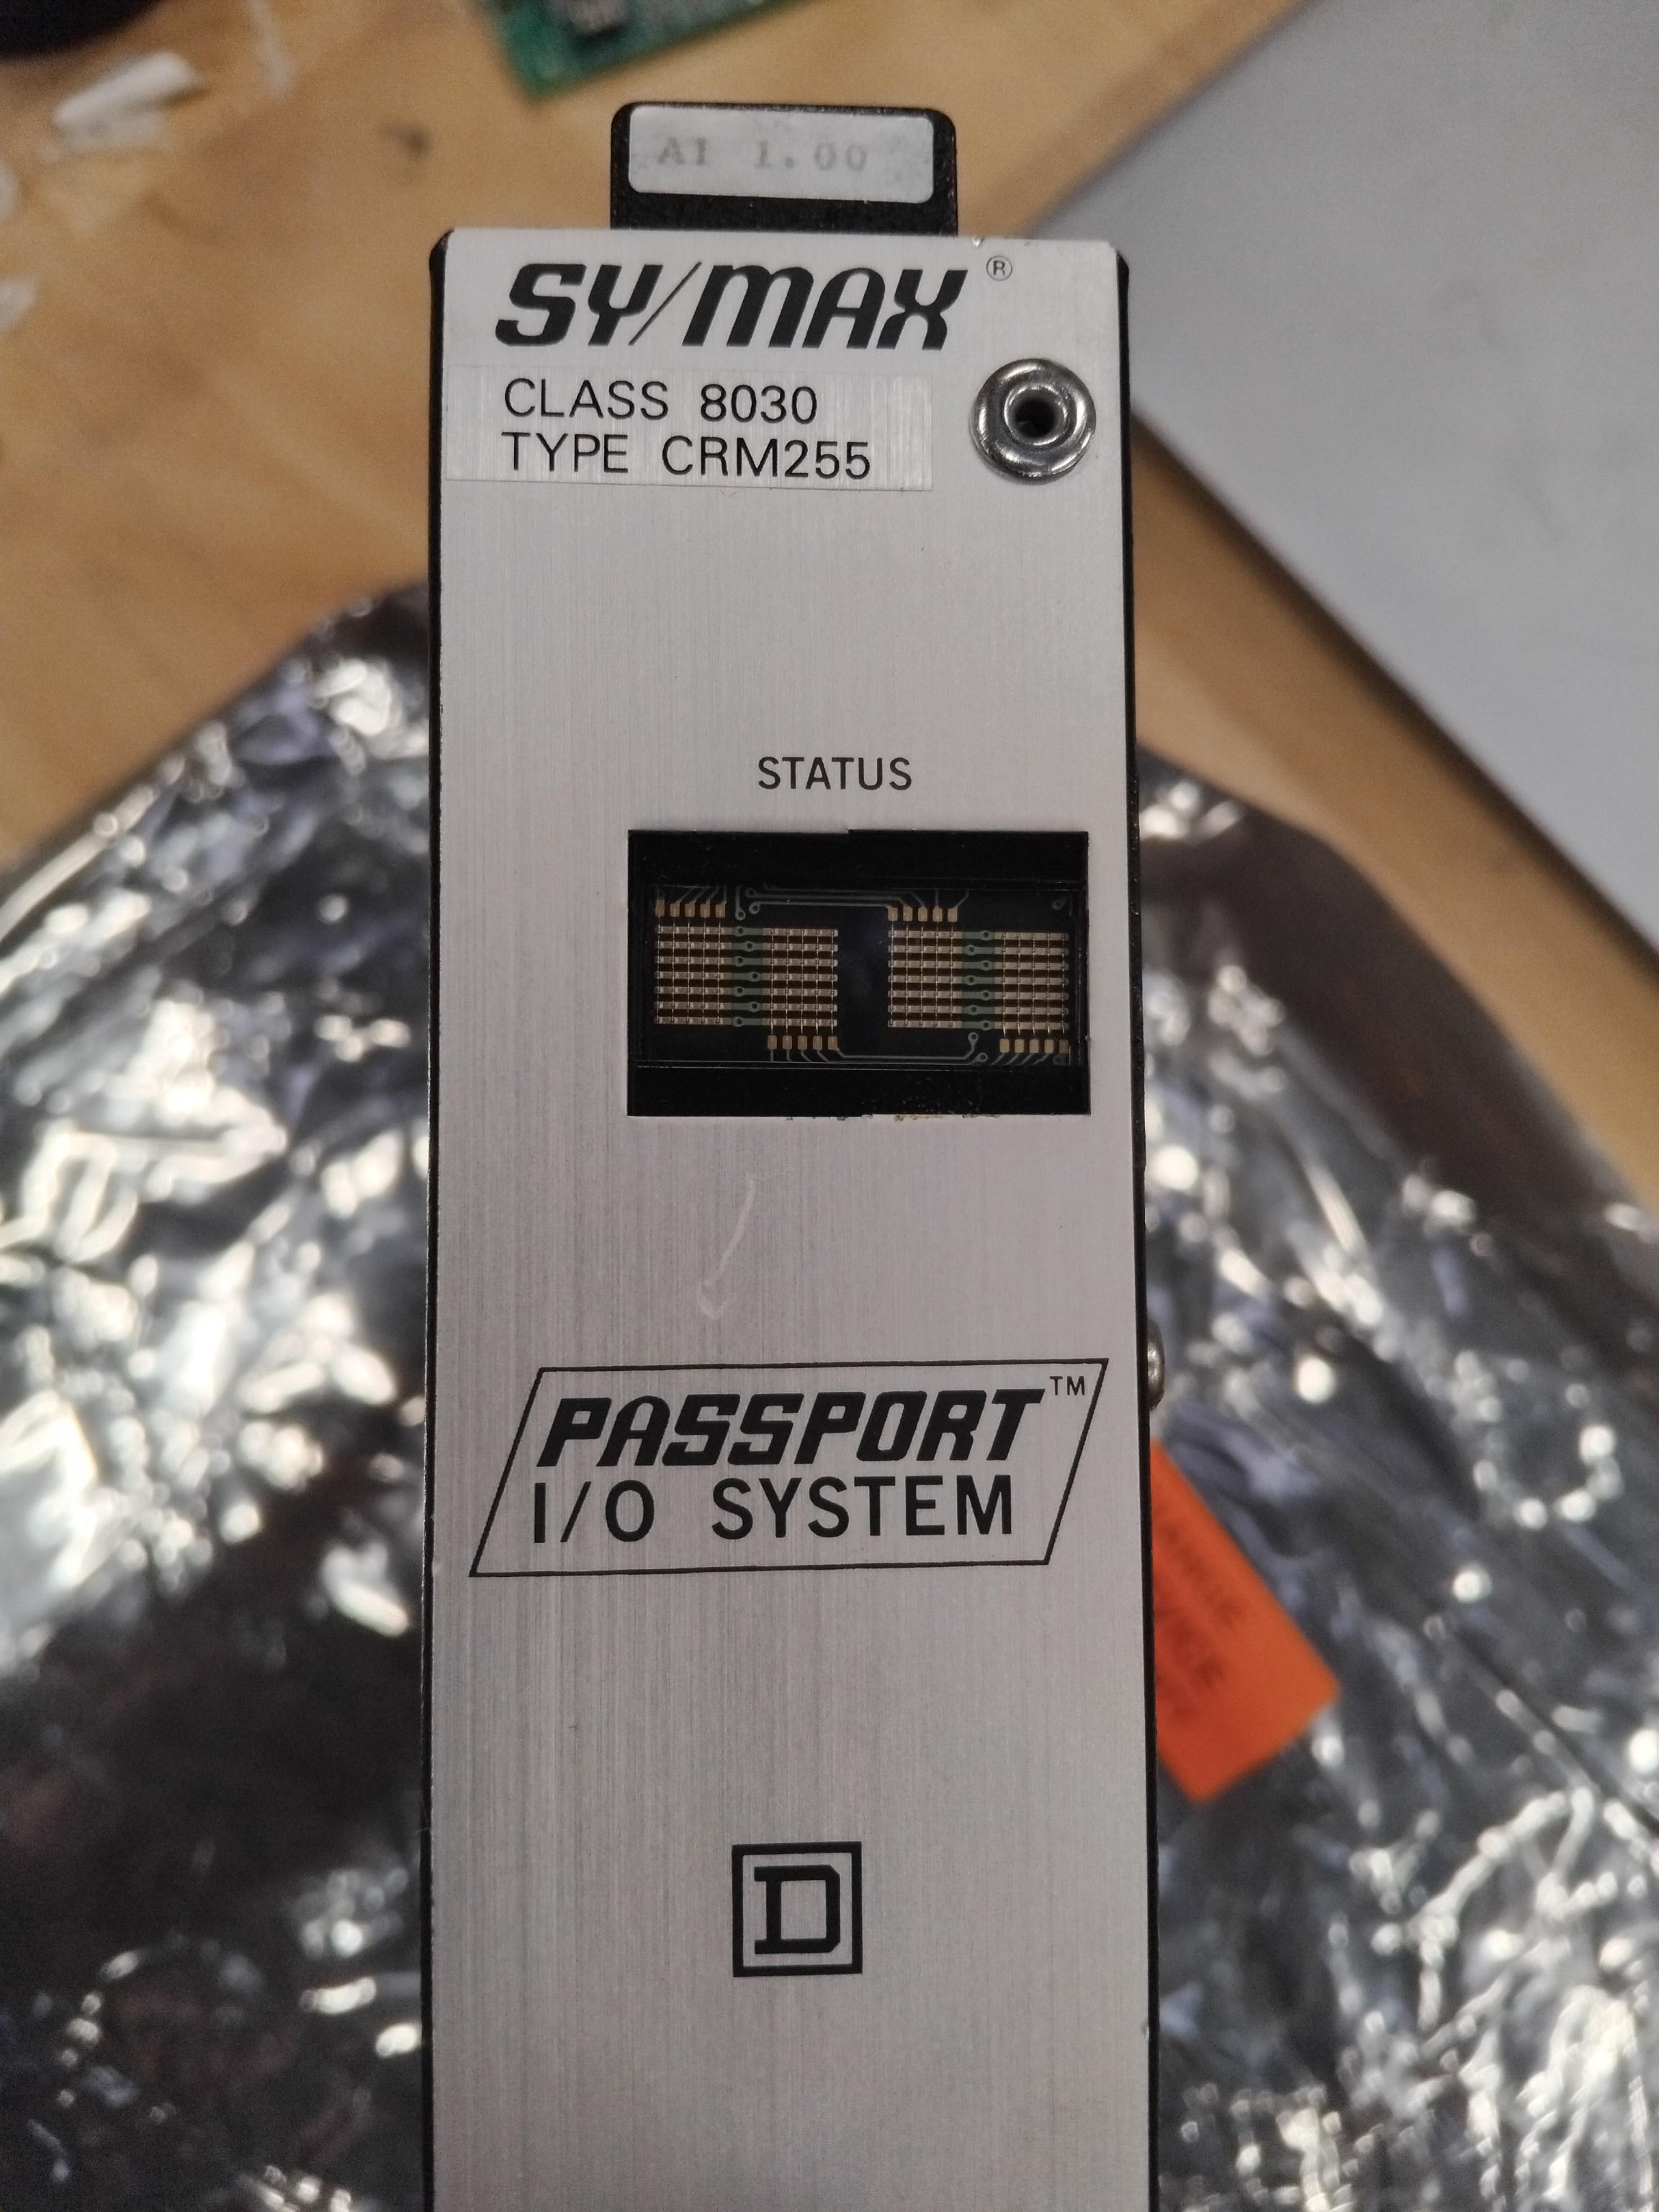 A1 1.00
SY/MAX®
CLASS 8030
TYPE CRM255
STATUS
PASSPORT™
I/O SYSTEM
D